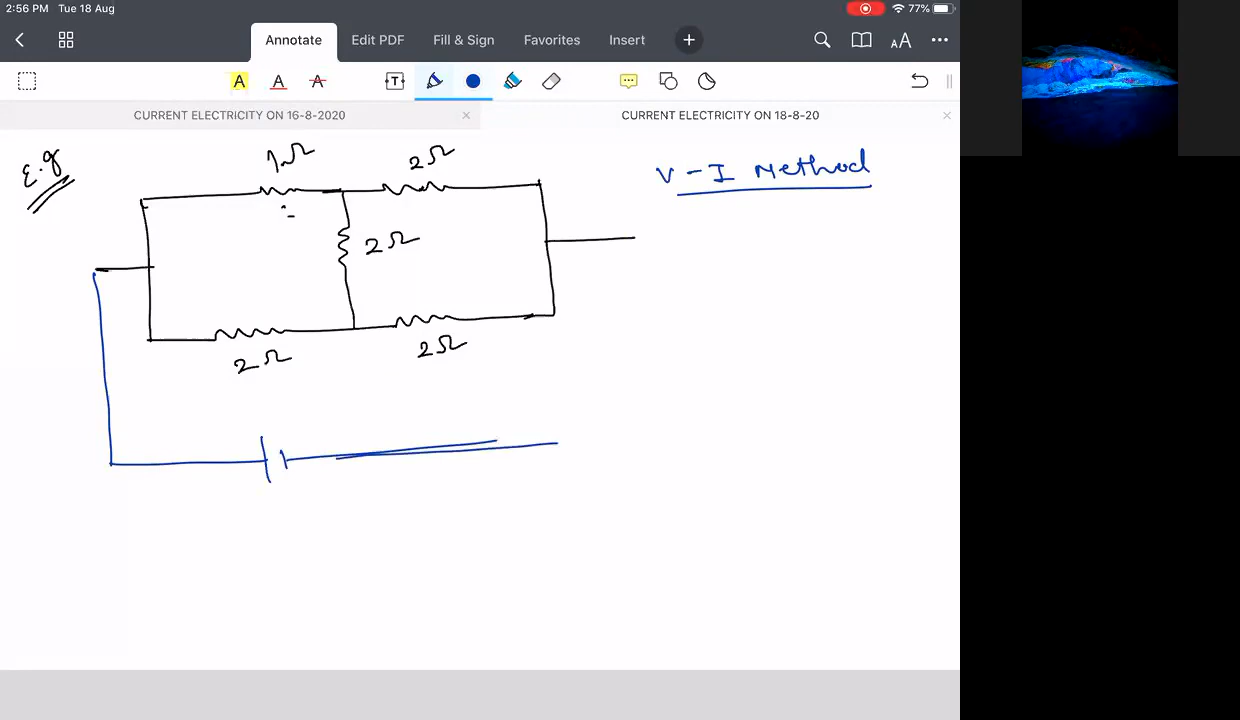 2:56 PM Tue 18 Aug 77%
Annotate Edit PDF Fill & Sign Favorites Insert
AA
A A A T
CURRENT ELECTRICITY ON 16-8-2020 CURRENT ELECTRICITY ON 18-8-20
E.g
1Ω 2Ω
V-I Method
2Ω
2Ω 2Ω